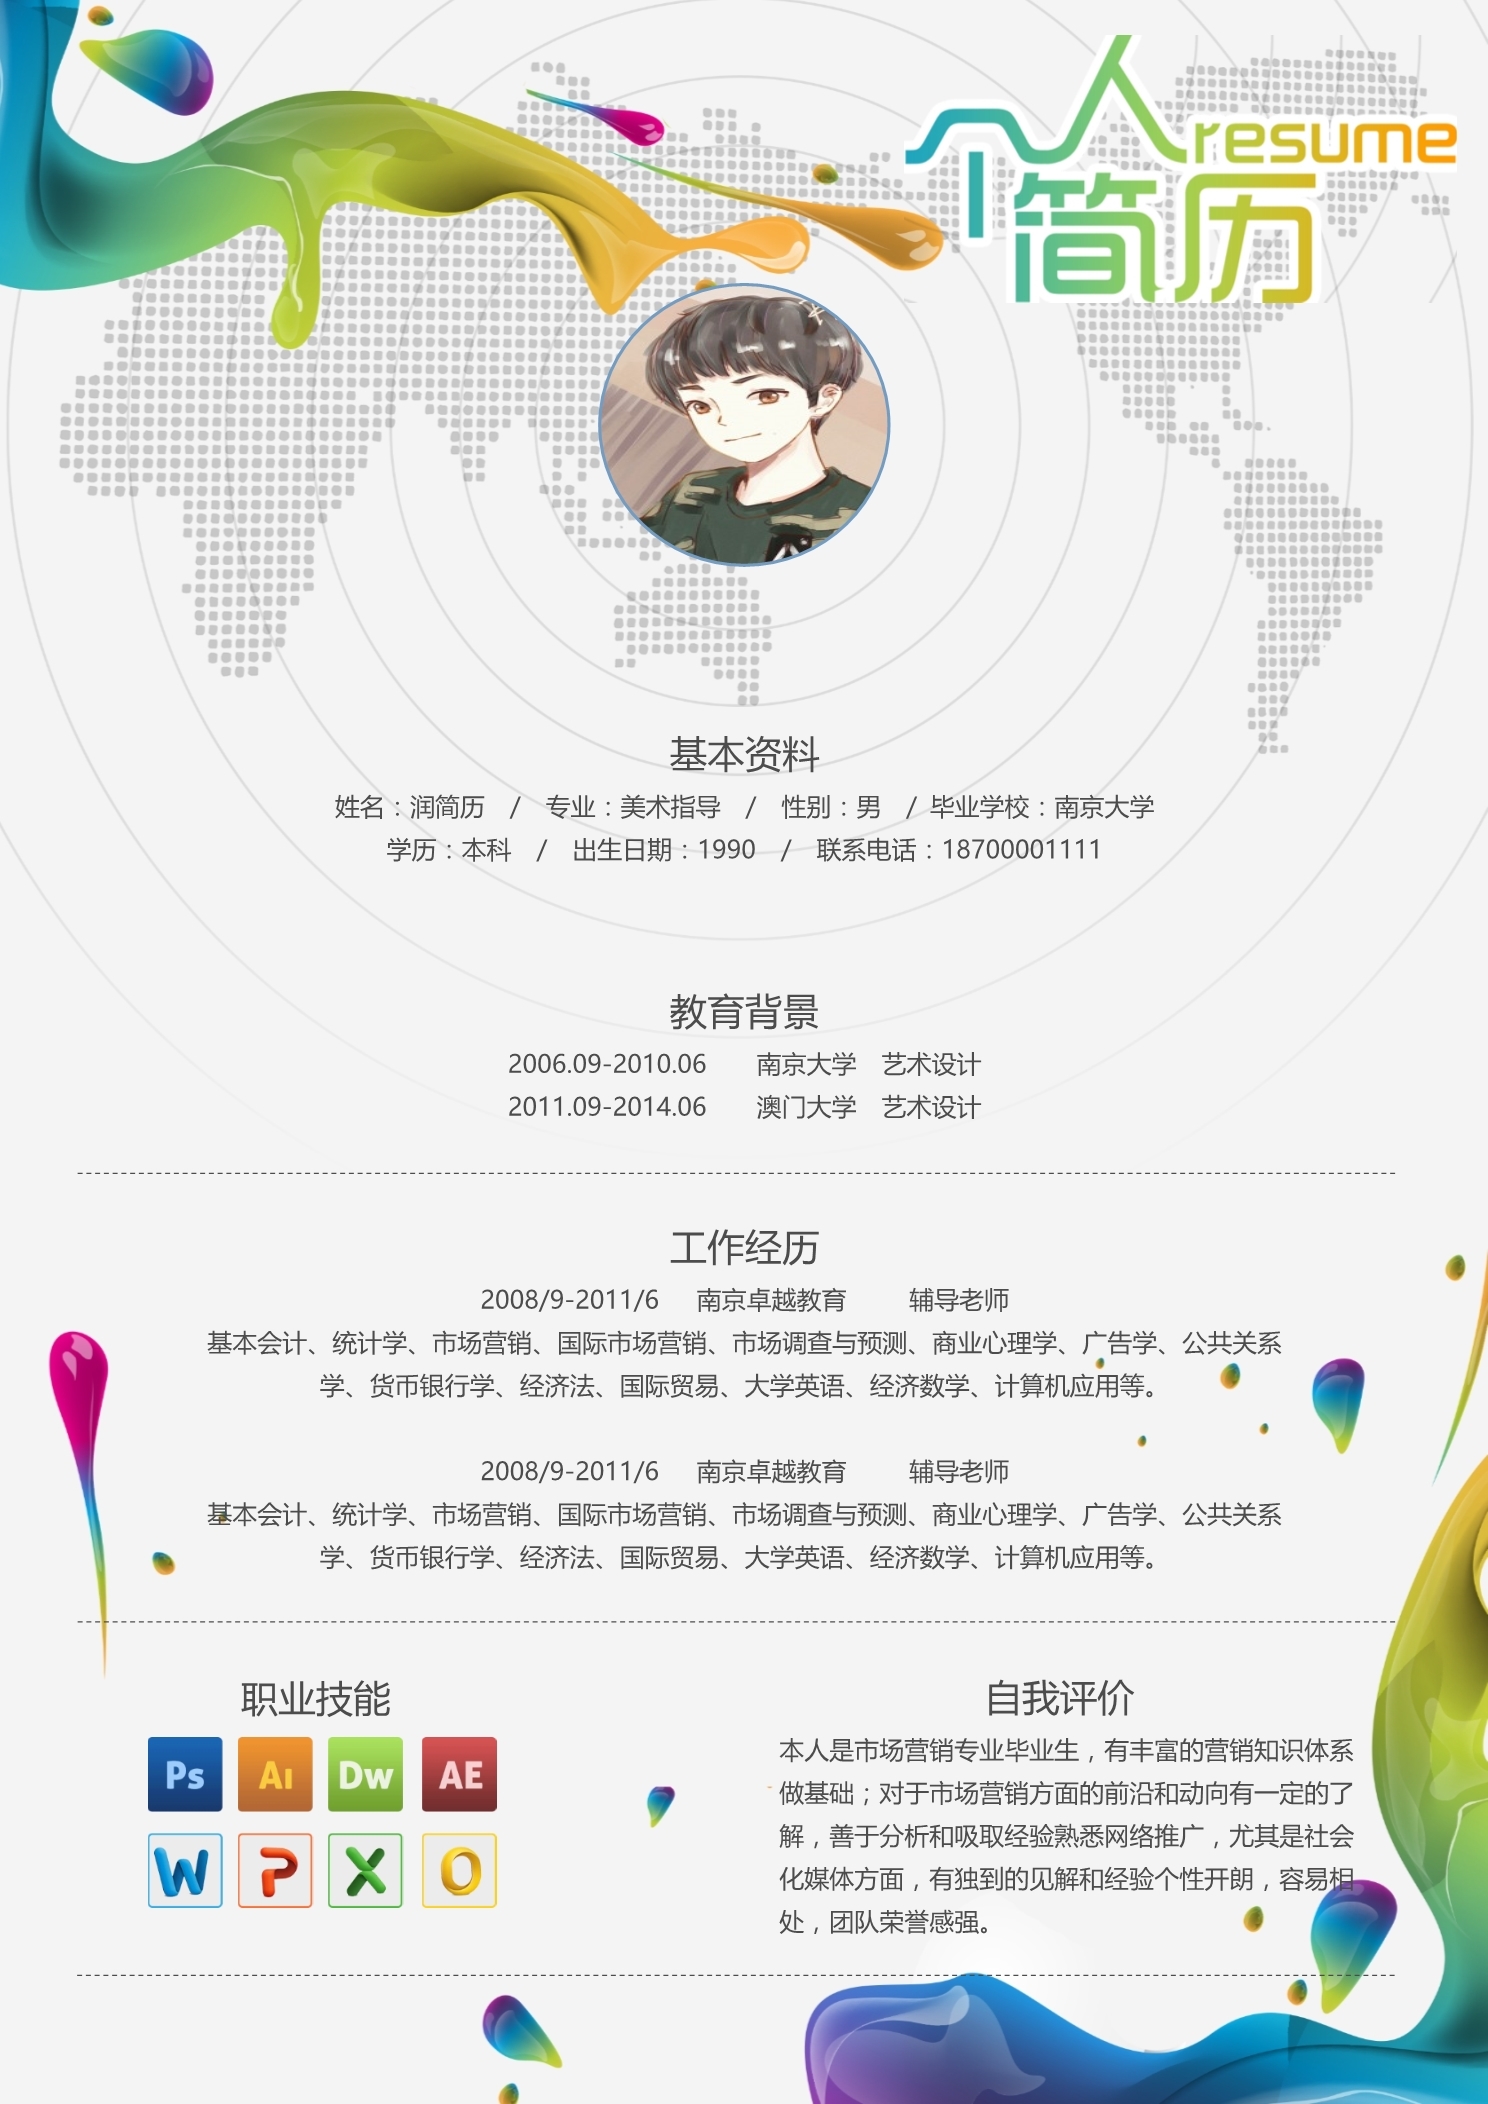 个人resume
简历
基本资料
姓名：润简历 / 专业：美术指导 / 性别：男 / 毕业学校：南京大学
学历：本科 / 出生日期：1990 / 联系电话：18700001111
教育背景
2006.09-2010.06 南京大学 艺术设计
2011.09-2014.06 澳门大学 艺术设计
工作经历
2008/9-2011/6 南京卓越教育 辅导老师
基本会计、统计学、市场营销、国际市场营销、市场调查与预测、商业心理学、广告学、公共关系
学、货币银行学、经济法、国际贸易、大学英语、经济数学、计算机应用等。
2008/9-2011/6 南京卓越教育 辅导老师
基本会计、统计学、市场营销、国际市场营销、市场调查与预测、商业心理学、广告学、公共关系
学、货币银行学、经济法、国际贸易、大学英语、经济数学、计算机应用等。
职业技能
Ps Ai Dw AE
W P X O
自我评价
本人是市场营销专业毕业生，有丰富的营销知识体系
做基础；对于市场营销方面的前沿和动向有一定的了
解，善于分析和吸取经验熟悉网络推广，尤其是社会
化媒体方面，有独到的见解和经验个性开朗，容易相
处，团队荣誉感强。